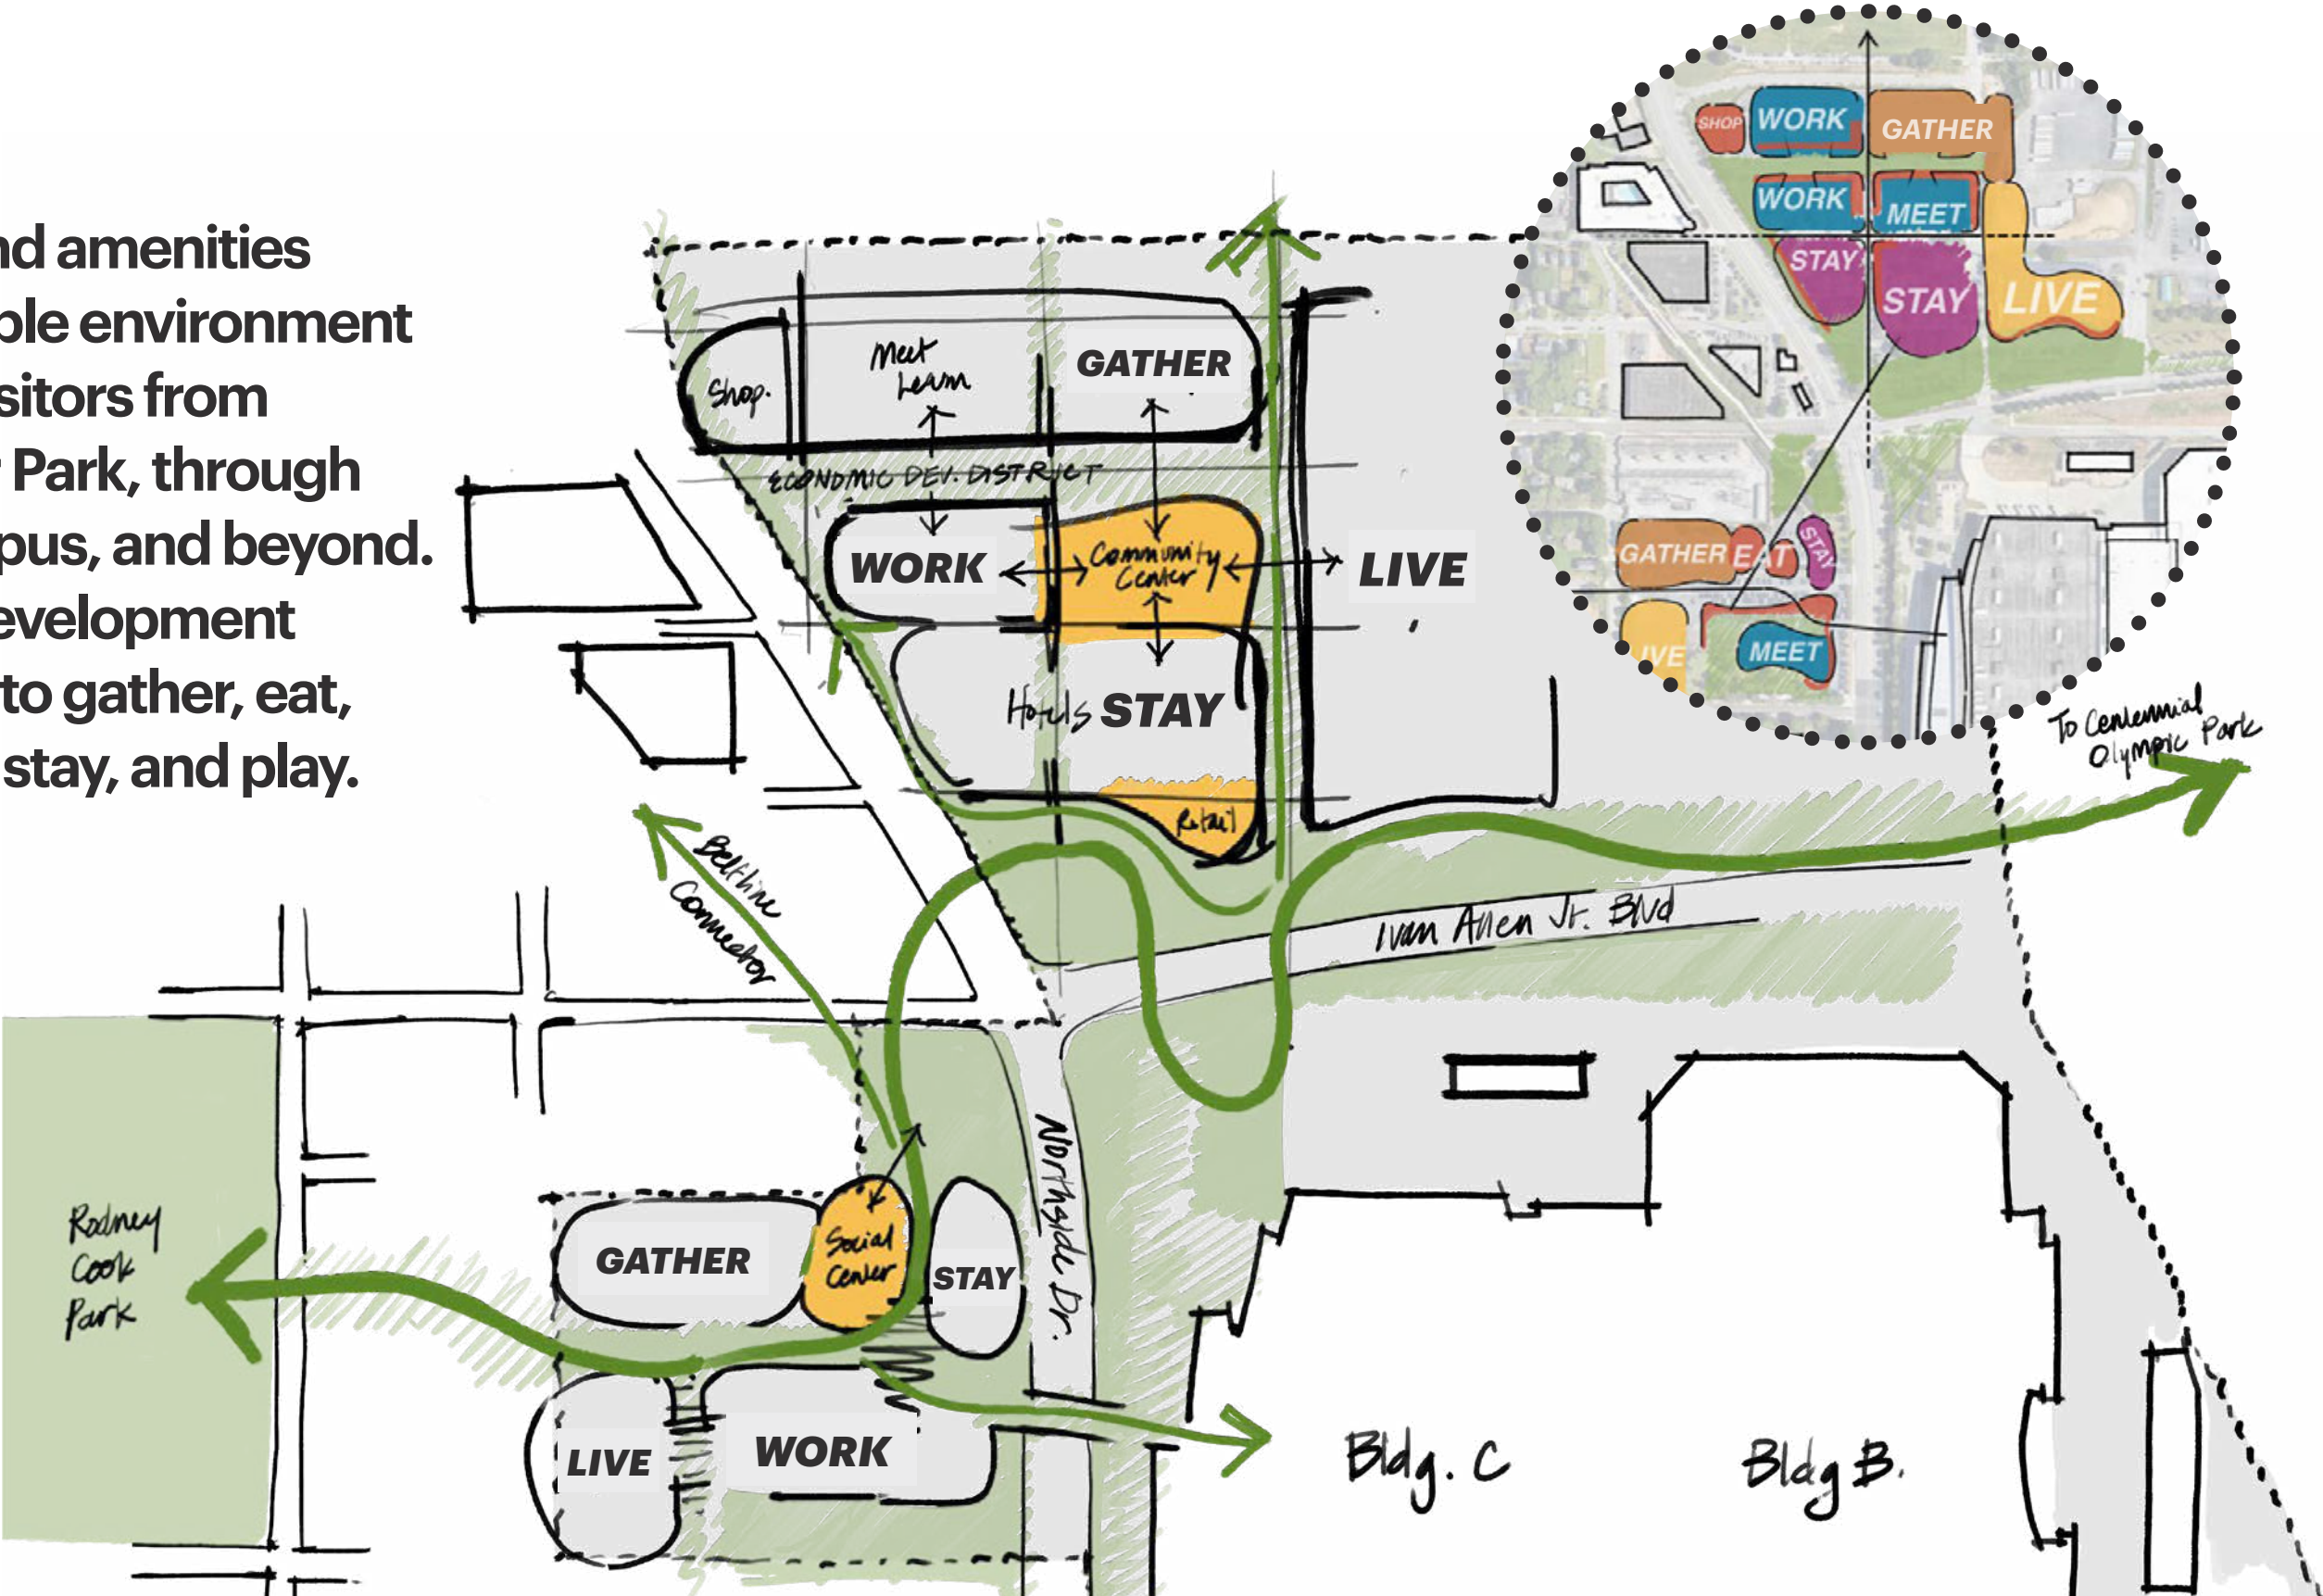 nd amenities
ble environment
sitors from
r Park, through
pus, and beyond.
evelopment
to gather, eat,
stay, and play.
SHOP
WORK
GATHER
WORK
MEET
STAY
STAY
LIVE
GATHER
EAT
STAY
IVE
MEET
Shop.
Meet
Learn
GATHER
ECONOMIC DEV. DISTRICT
WORK
Community
Center
LIVE
Hotels
STAY
Retail
To Centennial
Olympic Park
Beltline
Connector
Ivan Allen Jr. Blvd
Northside Dr.
Rodney
Cook
Park
GATHER
Social
Center
STAY
LIVE
WORK
Bldg. C
Bldg B.